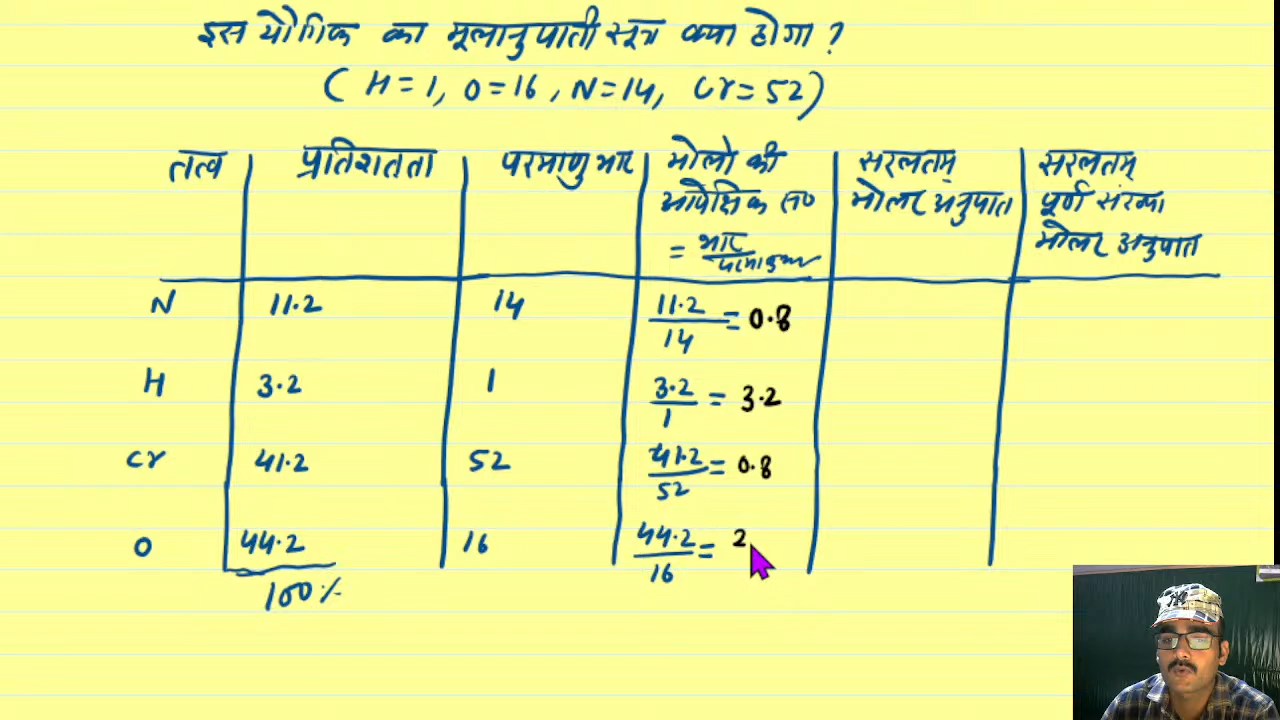 इस यौगिक का मूलानुपाती सूत्र क्या होगा ?
( H = 1, O = 16 , N = 14, Cr = 52 )
तत्व प्रतिशतता परमाणु भार मोलो की सरलतम् सरलतम्
आपेक्षिक सं० मोलर अनुपात पूर्ण संख्या
= भार / परमाणुभार मोलर अनुपात
N 11.2 14 11.2/14 = 0.8
H 3.2 1 3.2/1 = 3.2
Cr 41.2 52 41.2/52 = 0.8
O 44.2 16 44.2/16 = 2
100 %